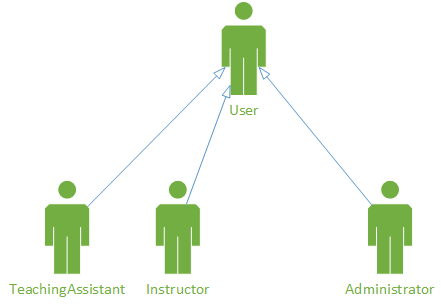 User
TeachingAssistant
Instructor
Administrator